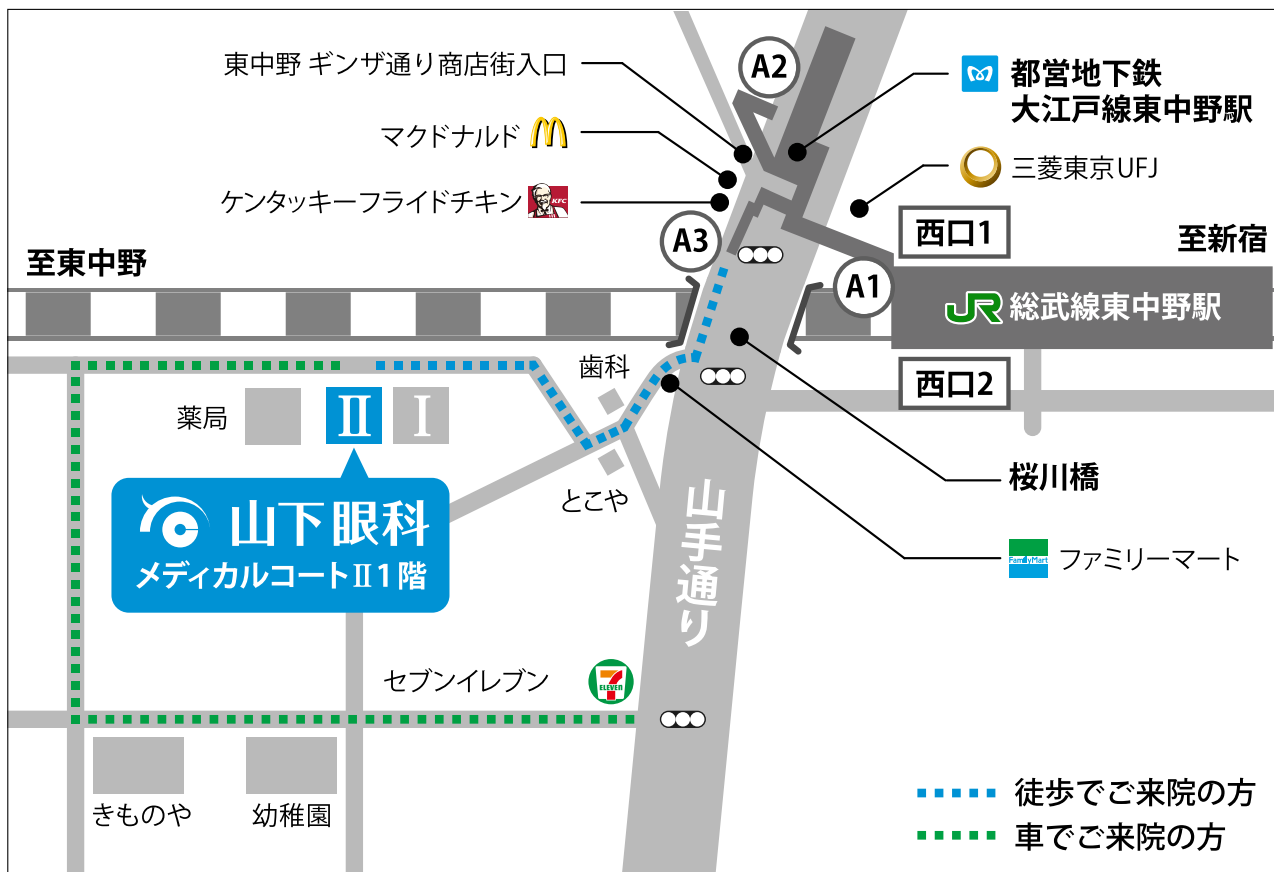 東中野 ギンザ通り商店街入口
A2
都営地下鉄
大江戸線東中野駅
マクドナルド
三菱東京UFJ
ケンタッキーフライドチキン
KFC
A3
西口1
至新宿
至東中野
A1
JR 総武線東中野駅
歯科
西口2
薬局
II
I
とこや
桜川橋
山下眼科
メディカルコートⅡ1階
山手通り
FamilyMart
ファミリーマート
セブンイレブン
7
ELEVEN
きものや
幼稚園
徒歩でご来院の方
車でご来院の方